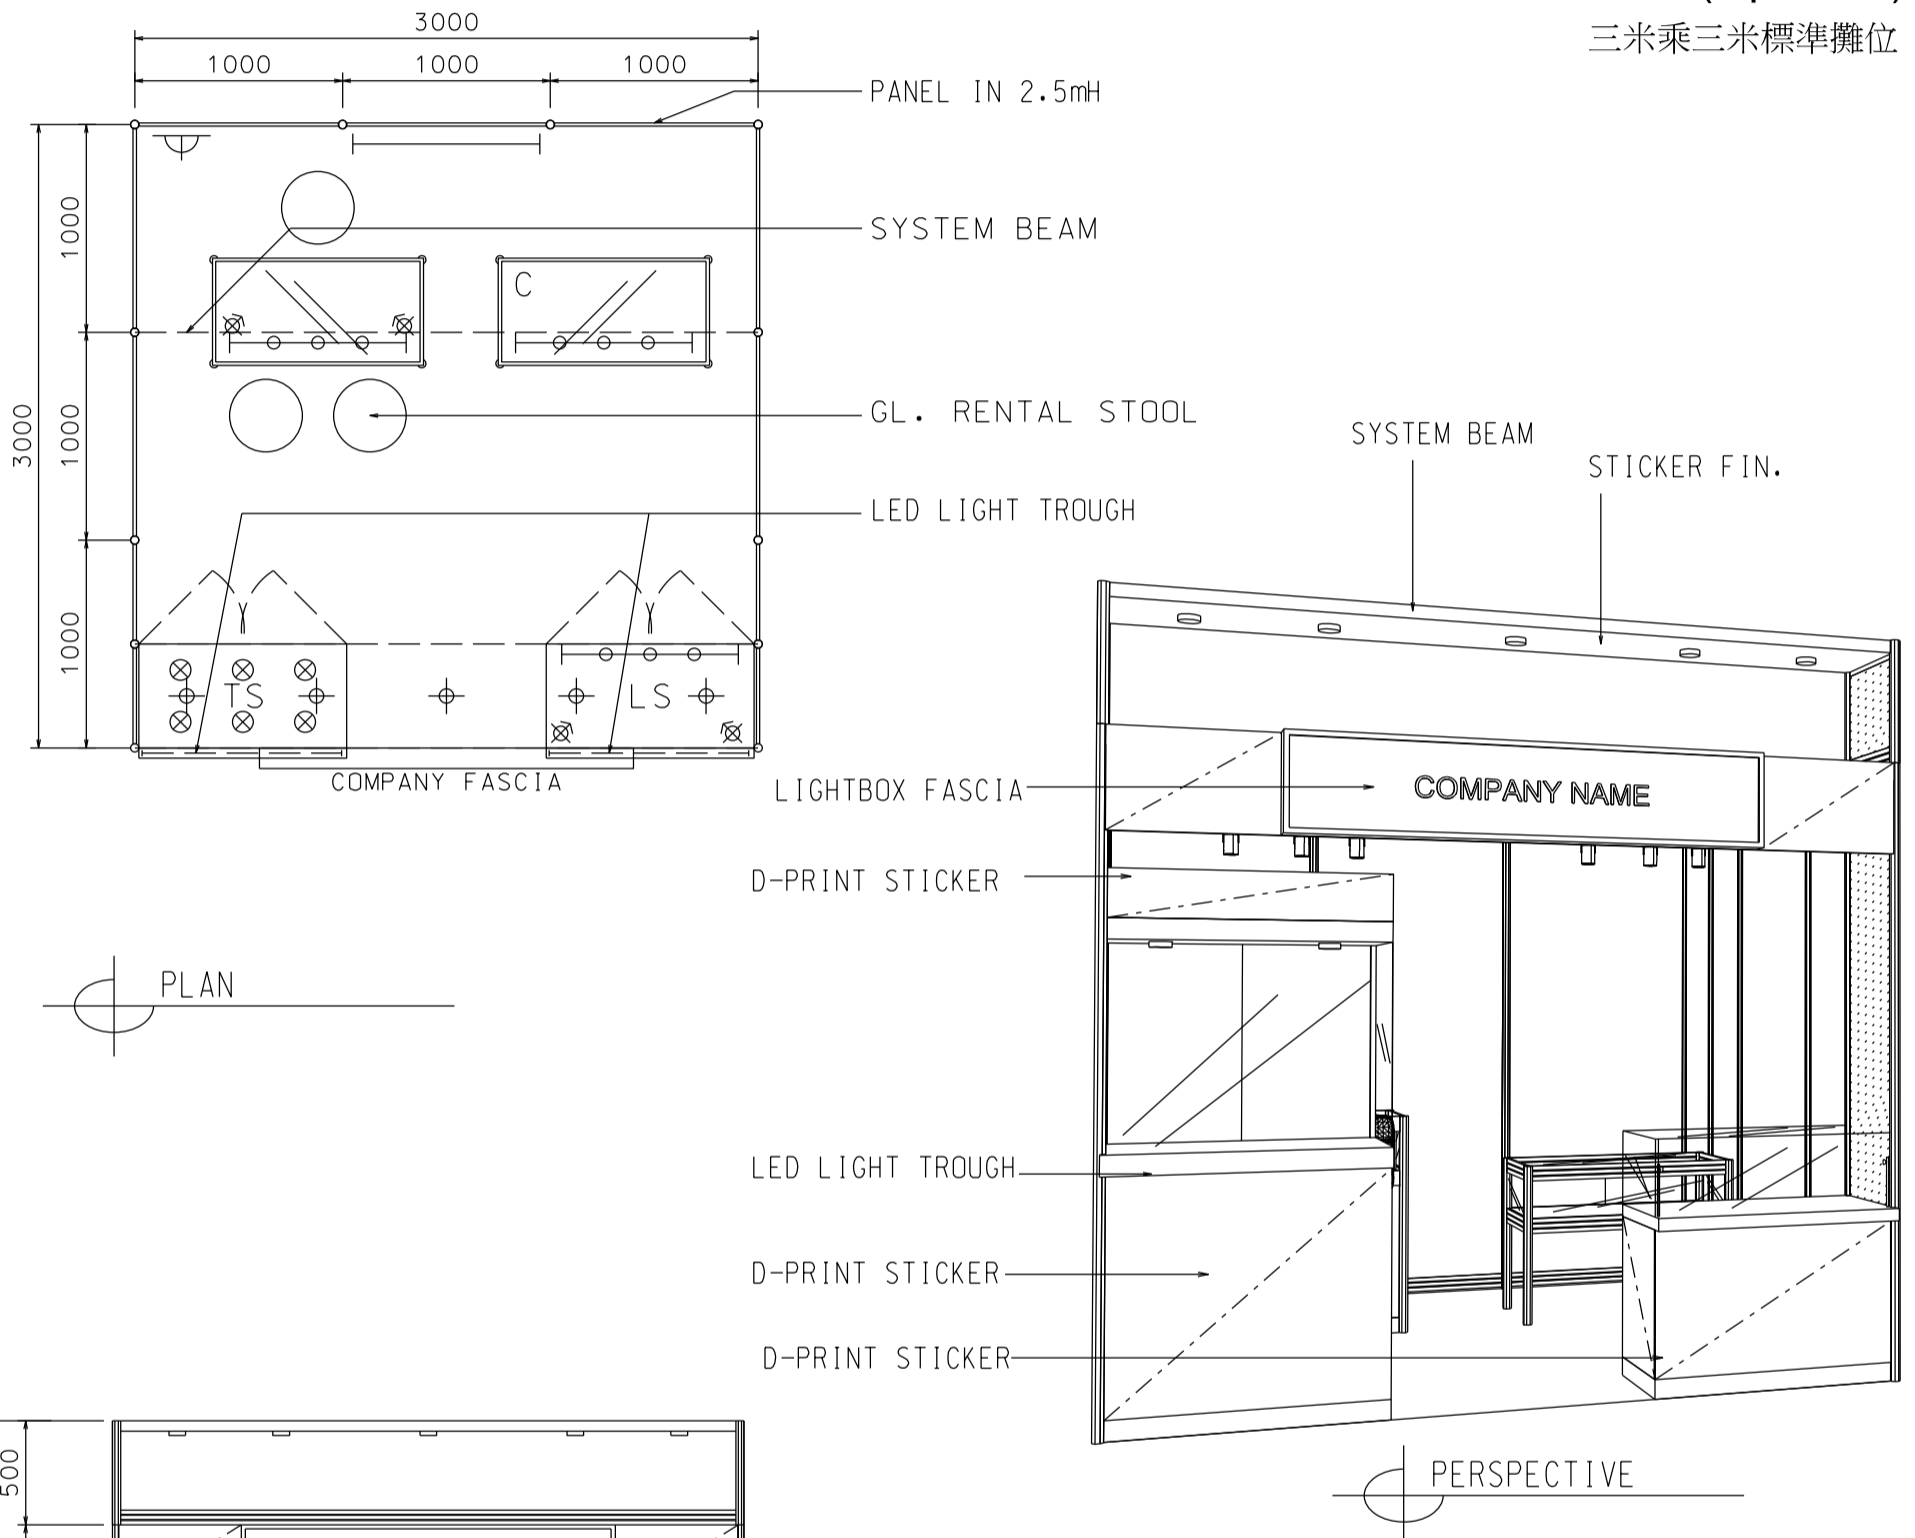 三米乘三米標準攤位
3000
1000
1000
1000
PANEL IN 2.5mH
3000
1000
1000
1000
SYSTEM BEAM
C
GL. RENTAL STOOL
LED LIGHT TROUGH
TS
LS
COMPANY FASCIA
PLAN
SYSTEM BEAM
STICKER FIN.
LIGHTBOX FASCIA
COMPANY NAME
D-PRINT STICKER
LED LIGHT TROUGH
D-PRINT STICKER
D-PRINT STICKER
PERSPECTIVE
500